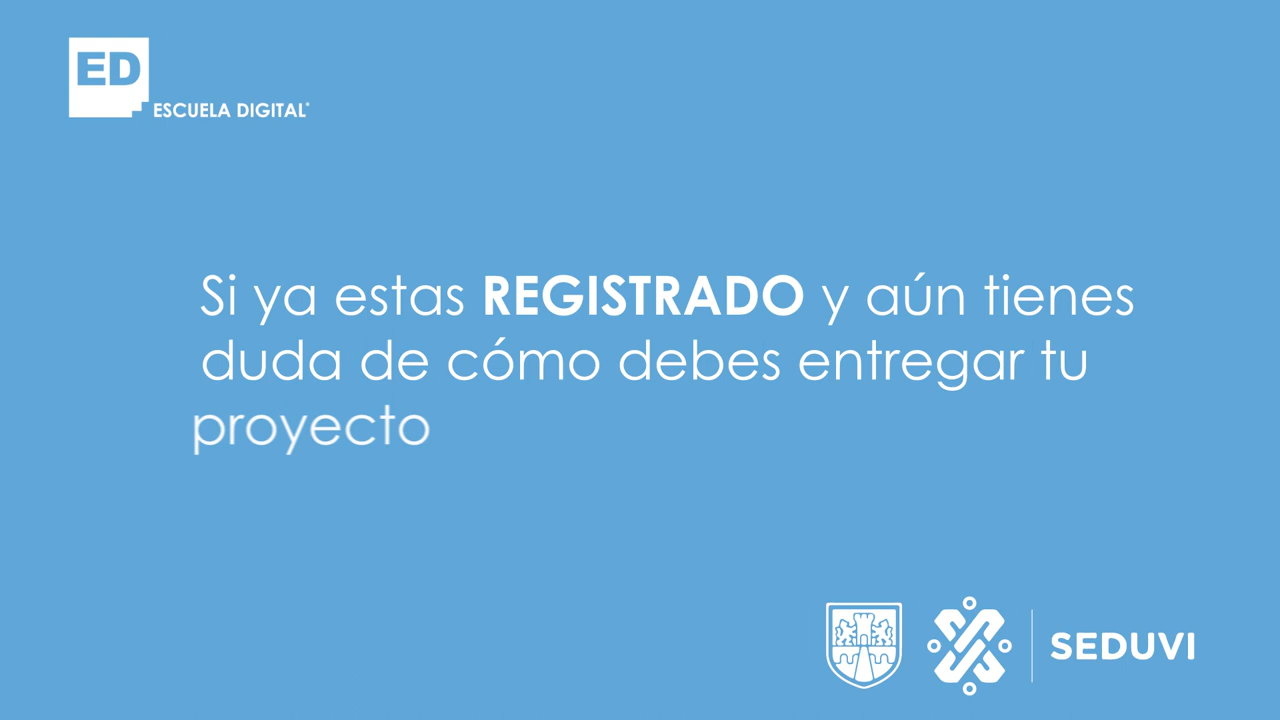 ED
ESCUELA DIGITAL®
Si ya estas REGISTRADO y aún tienes
duda de cómo debes entregar tu
proyecto
SEDUVI